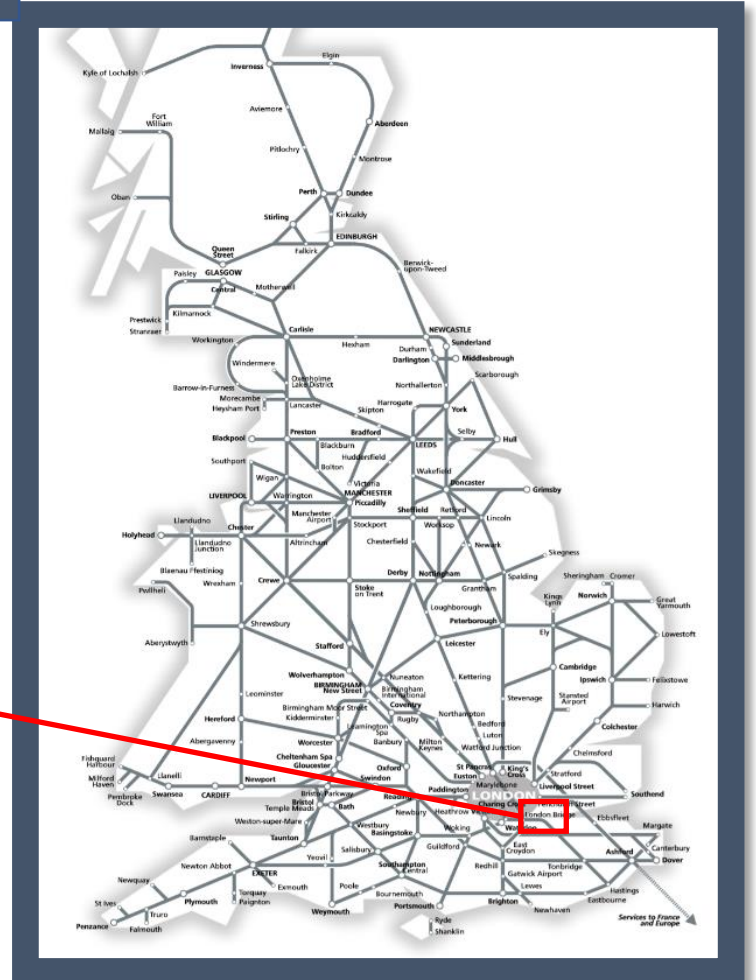 Elgin
Inverness
Kyle of Lochalsh
Aviemore
Fort
William
Mallaig
Aberdeen
Pitlochry
Montrose
Perth
Dundee
Oban
Stirling
Kirkcaldy
EDINBURGH
Queen
Street
Falkirk
Berwick-
upon-Tweed
Paisley
GLASGOW
Central
Motherwell
Prestwick
Kilmarnock
Stranraer
Carlisle
NEWCASTLE
Workington
Hexham
Sunderland
Durham
Darlington
Middlesbrough
Windermere
Scarborough
Oxenholme
Lake District
Barrow-In-Furness
Northallerton
Morecambe
Harrogate
Heysham Port
Lancaster
Skipton
York
Blackpool
Preston
Bradford
Selby
Hull
Blackburn
LEEDS
Southport
Huddersfield
Bolton
Wakefield
Wigan
Victoria
MANCHESTER
Doncaster
Grimsby
LIVERPOOL
Warrington
Piccadilly
Manchester
Airport
Sheffield
Retford
Llandudno
Chester
Stockport
Worksop
Lincoln
Holyhead
Llandudno
Junction
Altrincham
Chesterfield
Newark
Skegness
Blaenau Ffestiniog
Derby
Nottingham
Spalding
Sheringham
Cromer
Pwllheli
Wrexham
Crewe
Stoke
on Trent
Grantham
Kings
Lynn
Norwich
Great
Yarmouth
Loughborough
Peterborough
Shrewsbury
Ely
Lowestoft
Aberystwyth
Stafford
Leicester
Cambridge
Wolverhampton
Nuneaton
Kettering
Ipswich
Felixstowe
BIRMINGHAM
New Street
Birmingham
International
Stansted
Airport
Leominster
Stevenage
Birmingham Moor Street
Coventry
Harwich
Kidderminster
Rugby
Northampton
Hereford
Leamington
Spa
Bedford
Colchester
Abergavenny
Worcester
Banbury
Milton
Keynes
Luton
Cheltenham Spa
Watford Junction
Chelmsford
Fishguard
Harbour
Gloucester
Oxford
St Pancras
King's
Cross
Stratford
Milford
Haven
Llanelli
Newport
Swindon
Euston
Marylebone
Liverpool Street
Pembroke
Dock
Swansea
CARDIFF
Bristol Parkway
Paddington
LONDON
Southend
Bristol
Temple Meads
Bath
Reading
Charing
Fenchurch Street
Weston-super-Mare
Newbury
Heathrow
London Bridge
Ebbsfleet
Margate
Barnstaple
Taunton
Westbury
Basingstoke
Woking
East
Croydon
Canterbury
Salisbury
Guildford
Ashford
Dover
Newton Abbot
Yeovil
Southampton
Central
Redhill
Tonbridge
Gatwick Airport
Newquay
EXETER
Exmouth
Poole
Lewes
Hastings
St Ives
Plymouth
Torquay
Paignton
Bournemouth
Eastbourne
Truro
Weymouth
Portsmouth
Brighton
Newhaven
Penzance
Falmouth
Ryde
Shanklin
Services to France
and Europe